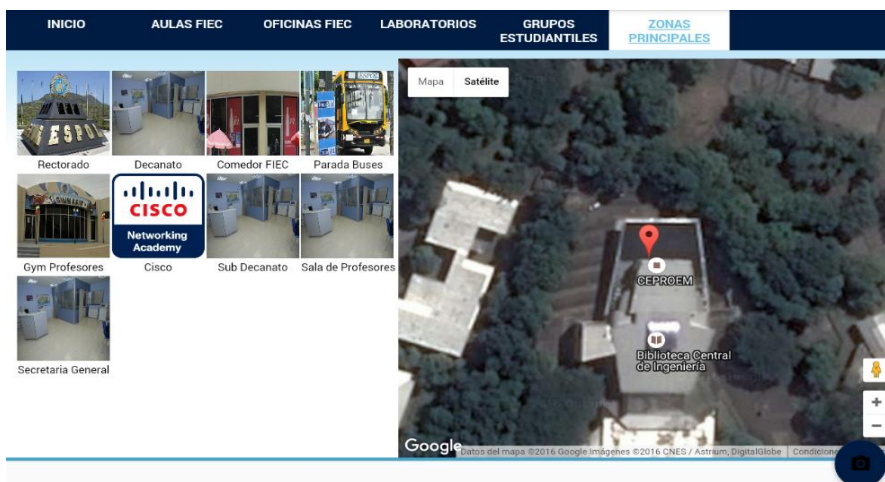 INICIO
AULAS FIEC
OFICINAS FIEC
LABORATORIOS
GRUPOS
ESTUDIANTILES
ZONAS
PRINCIPALES
ESPOL
Rectorado
Decanato
Comedor FIEC
Parada Buses
CISCO
Networking
Academy
Gym Profesores
Cisco
Sub Decanato
Sala de Profesores
Secretaria General
Mapa
Satélite
CEPROEM
Biblioteca Central
de Ingeniería
+
−
Google
Datos del mapa ©2016 Google Imágenes ©2016 CNES / Astrium, DigitalGlobe